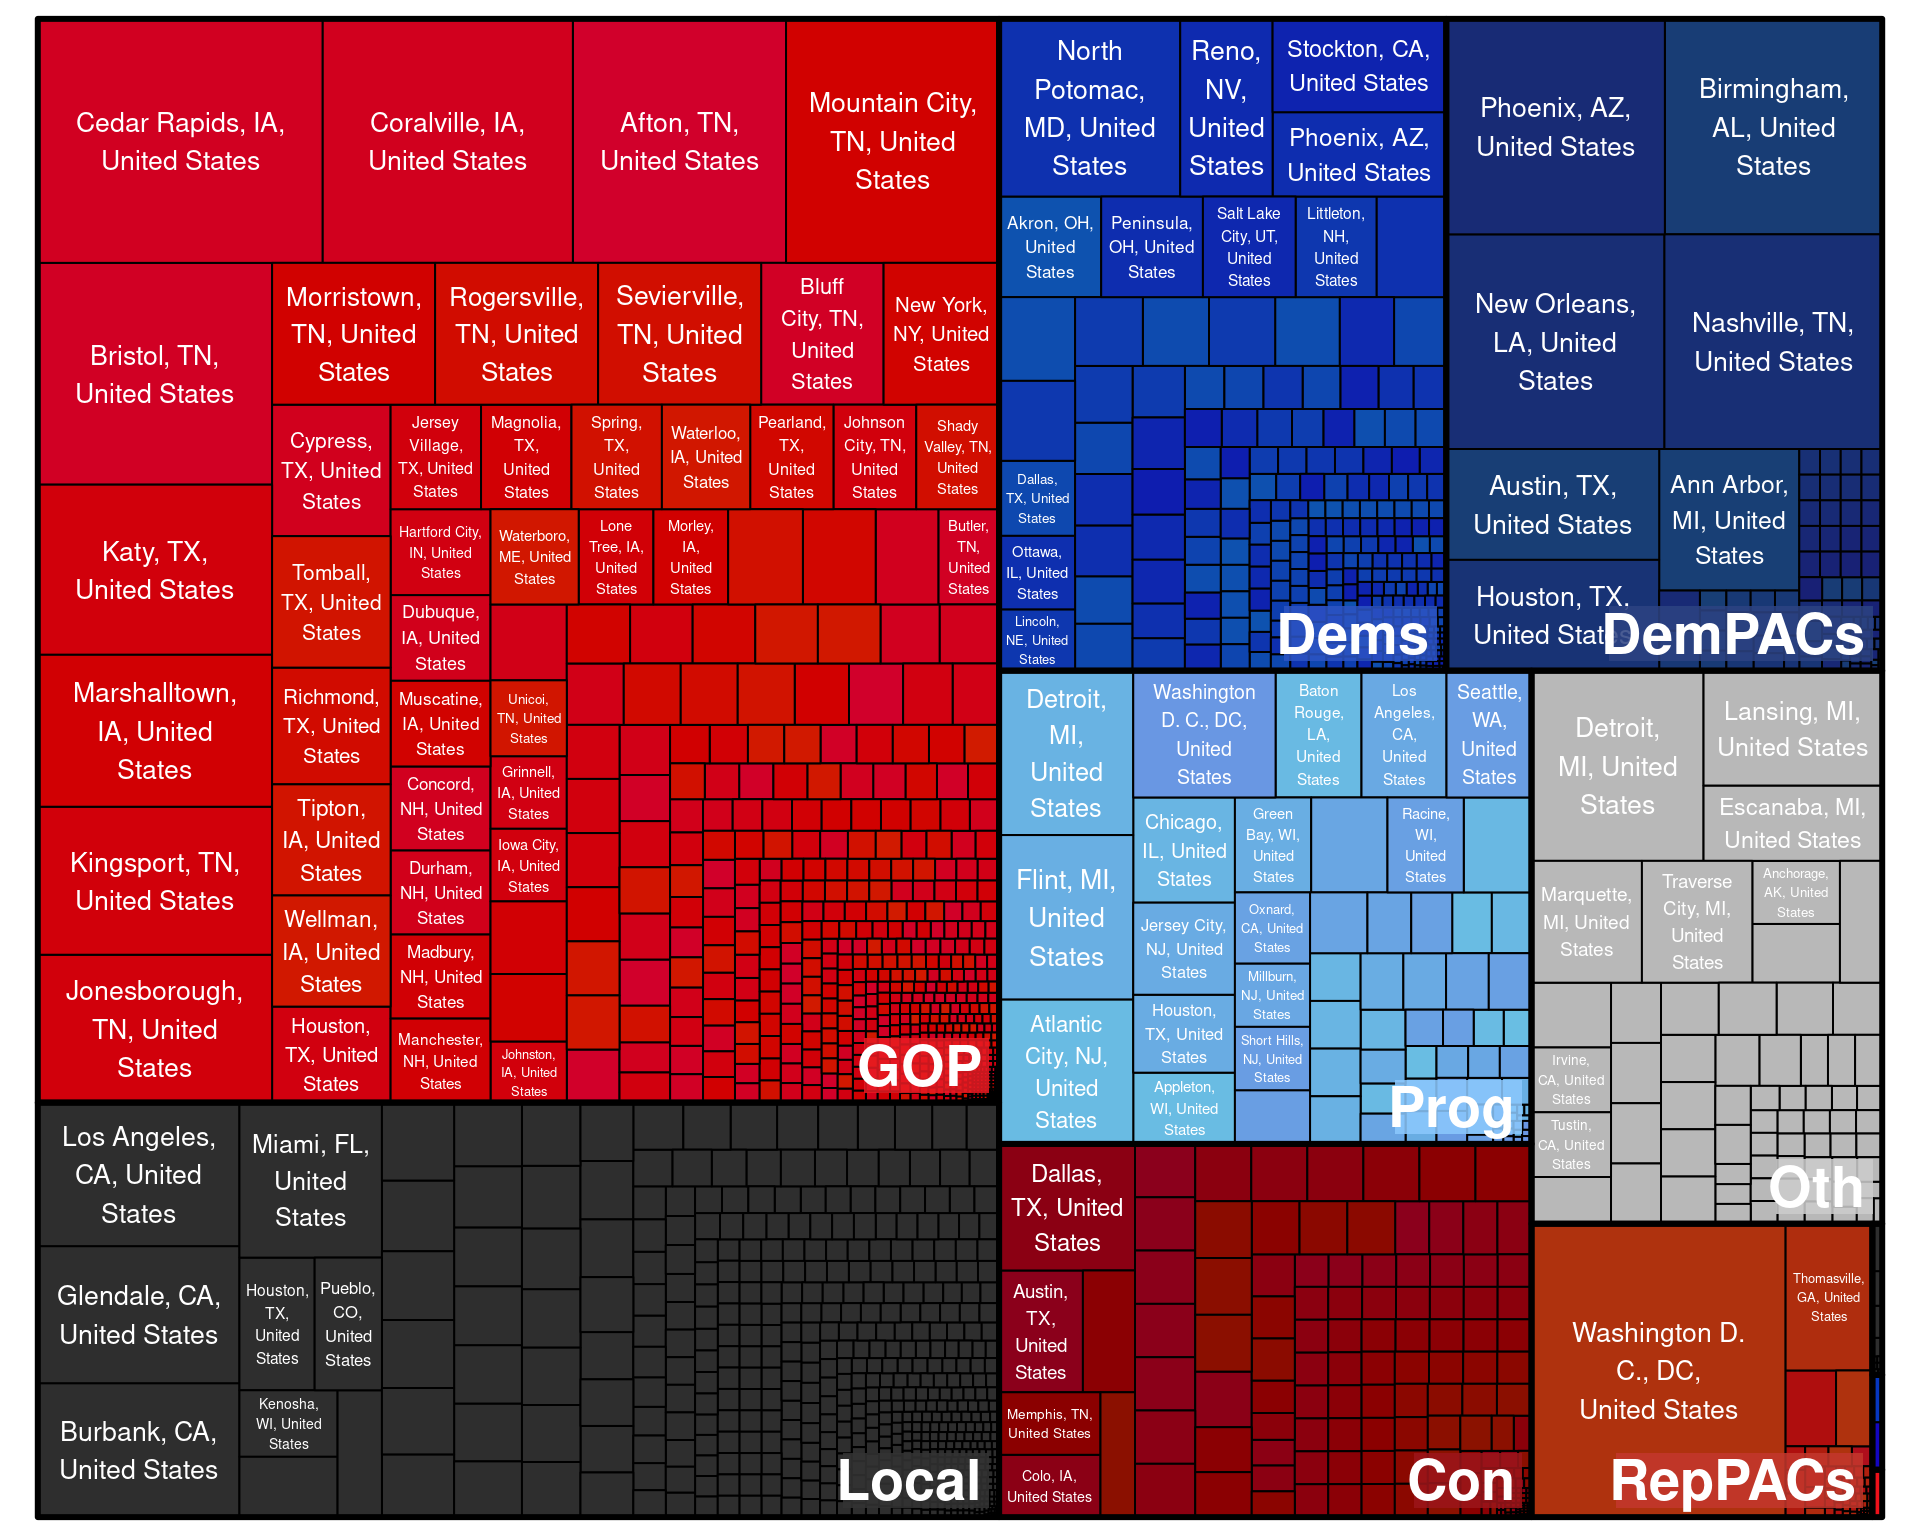 Cedar Rapids, IA,
United States
Coralville, IA,
United States
Afton, TN,
United States
Mountain City,
TN, United
States
Bristol, TN,
United States
Katy, TX,
United States
Marshalltown,
IA, United
States
Kingsport, TN,
United States
Jonesborough,
TN, United
States
Morristown,
TN, United
States
Rogersville,
TN, United
States
Sevierville,
TN, United
States
Bluff
City, TN,
United
States
New York,
NY, United
States
Cypress,
TX, United
States
Tomball,
TX, United
States
Richmond,
TX, United
States
Tipton,
IA, United
States
Wellman,
IA, United
States
Houston,
TX, United
States
Jersey
Village,
TX, United
States
Magnolia,
TX,
United
States
Spring,
TX,
United
States
Waterloo,
IA, United
States
Pearland,
TX,
United
States
Johnson
City, TN,
United
States
Shady
Valley, TN,
United
States
Hartford City,
IN, United
States
Dubuque,
IA, United
States
Muscatine,
IA, United
States
Concord,
NH, United
States
Durham,
NH, United
States
Madbury,
NH, United
States
Manchester,
NH, United
States
Waterboro,
ME, United
States
Lone
Tree, IA,
United
States
Morley,
IA,
United
States
Butler,
TN,
United
States
Unicoi,
TN, United
States
Grinnell,
IA, United
States
Iowa City,
IA, United
States
Johnston,
IA, United
States
GOP
North
Potomac,
MD, United
States
Reno,
NV,
United
States
Stockton, CA,
United States
Phoenix, AZ,
United States
Akron, OH,
United
States
Peninsula,
OH, United
States
Salt Lake
City, UT,
United
States
Littleton,
NH,
United
States
Dallas,
TX, United
States
Ottawa,
IL, United
States
Lincoln,
NE, United
States
Dems
Phoenix, AZ,
United States
Birmingham,
AL, United
States
New Orleans,
LA, United
States
Nashville, TN,
United States
Austin, TX,
United States
Ann Arbor,
MI, United
States
Houston, TX,
United States
DemPACs
Detroit,
MI,
United
States
Flint, MI,
United
States
Atlantic
City, NJ,
United
States
Washington
D. C., DC,
United
States
Baton
Rouge,
LA,
United
States
Los
Angeles,
CA,
United
States
Seattle,
WA,
United
States
Chicago,
IL, United
States
Jersey City,
NJ, United
States
Houston,
TX, United
States
Appleton,
WI, United
States
Green
Bay, WI,
United
States
Racine,
WI,
United
States
Oxnard,
CA, United
States
Millburn,
NJ, United
States
Short Hills,
NJ, United
States
Prog
Detroit,
MI, United
States
Lansing, MI,
United States
Escanaba, MI,
United States
Marquette,
MI, United
States
Traverse
City, MI,
United
States
Anchorage,
AK, United
States
Irvine,
CA, United
States
Tustin,
CA, United
States
Oth
Los Angeles,
CA, United
States
Glendale, CA,
United States
Burbank, CA,
United States
Miami, FL,
United
States
Houston,
TX,
United
States
Pueblo,
CO,
United
States
Kenosha,
WI, United
States
Local
Dallas,
TX, United
States
Austin,
TX,
United
States
Memphis, TN,
United States
Colo, IA,
United States
Con
Washington D.
C., DC,
United States
Thomasville,
GA, United
States
RepPACs